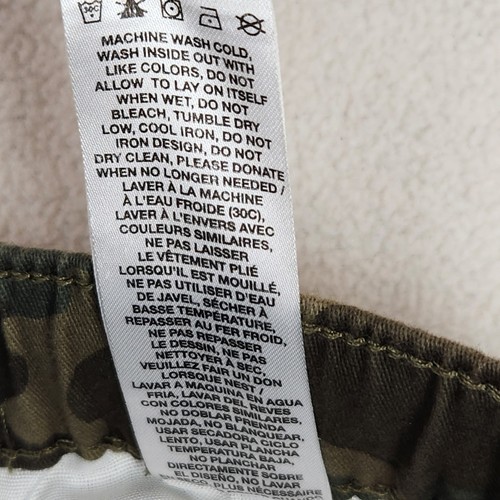 MACHINE WASH COLD,
WASH INSIDE OUT WITH
LIKE COLORS, DO NOT
ALLOW TO LAY ON ITSELF
WHEN WET, DO NOT
BLEACH, TUMBLE DRY
LOW, COOL IRON, DO NOT
IRON DESIGN, DO NOT
DRY CLEAN, PLEASE DONATE
WHEN NO LONGER NEEDED /
LAVER À LA MACHINE
À L'EAU FROIDE (30C),
LAVER À L'ENVERS AVEC
COULEURS SIMILAIRES,
NE PAS LAISSER
LE VÊTEMENT PLIÉ
LORSQU'IL EST MOUILLÉ,
NE PAS UTILISER D'EAU
DE JAVEL, SÉCHER À
BASSE TEMPÉRATURE,
REPASSER AU FER FROID,
NE PAS REPASSER
LE DESSIN, NE PAS
NETTOYER À SEC,
VEUILLEZ FAIR UN DON
LORSQUE NEST /
LAVAR A MAQUINA EN AGUA
FRIA, LAVAR DEL REVES
CON COLORES SIMILARES,
NO DOBLAR PRENDA
MOJADA, NO BLANQUEAR,
USAR SECADORA CICLO
LENTO, USAR PLANCHA
TEMPERATURA BAJA,
NO PLANCHAR
DIRECTAMENTE SOBRE
EL DISEÑO, NO LAVAR
EN SECO, PLUS NÉCESSAIRE